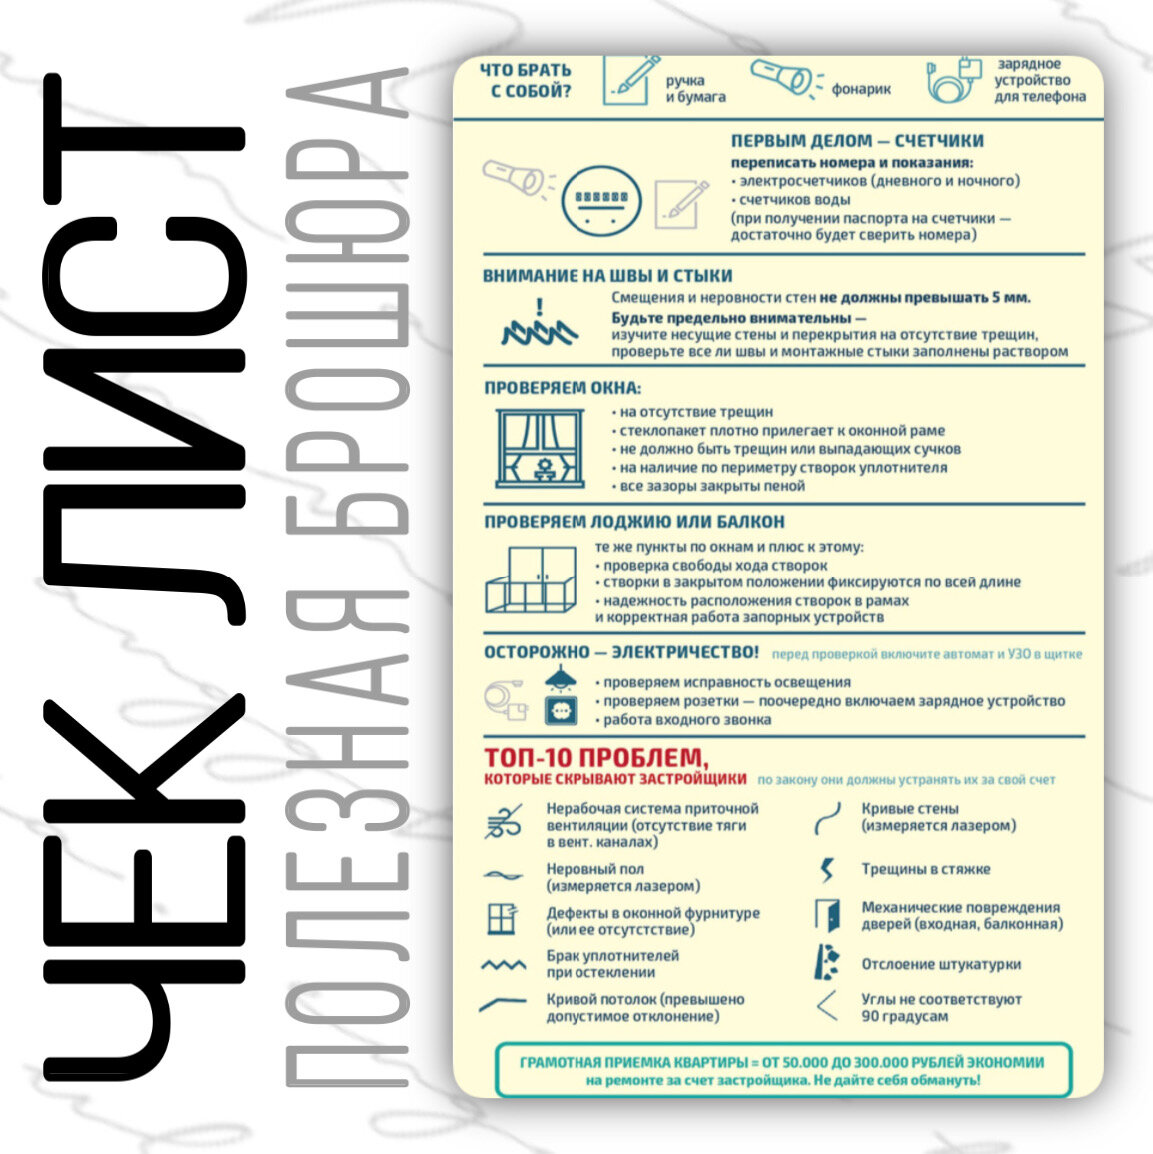 ЧЕК ЛИСТ
ПОЛЕЗНАЯ БРОШЮРА
ЧТО БРАТЬ
С СОБОЙ?
ручка
и бумага
фонарик
зарядное
устройство
для телефона
ПЕРВЫМ ДЕЛОМ — СЧЕТЧИКИ
переписать номера и показания:
• электросчетчиков (дневного и ночного)
• счетчиков воды
(при получении паспорта на счетчики —
достаточно будет сверить номера)
ВНИМАНИЕ НА ШВЫ И СТЫКИ
Смещения и неровности стен не должны превышать 5 мм.
Будьте предельно внимательны —
изучите несущие стены и перекрытия на отсутствие трещин,
проверьте все ли швы и монтажные стыки заполнены раствором
ПРОВЕРЯЕМ ОКНА:
• на отсутствие трещин
• стеклопакет плотно прилегает к оконной раме
• не должно быть трещин или выпадающих сучков
• на наличие по периметру створок уплотнителя
• все зазоры закрыты пеной
ПРОВЕРЯЕМ ЛОДЖИЮ ИЛИ БАЛКОН
те же пункты по окнам и плюс к этому:
• проверка свободы хода створок
• створки в закрытом положении фиксируются по всей длине
• надежность расположения створок в рамах
и корректная работа запорных устройств
ОСТОРОЖНО — ЭЛЕКТРИЧЕСТВО! перед проверкой включите автомат и УЗО в щитке
• проверяем исправность освещения
• проверяем розетки — поочередно включаем зарядное устройство
• работа входного звонка
ТОП-10 ПРОБЛЕМ,
КОТОРЫЕ СКРЫВАЮТ ЗАСТРОЙЩИКИ по закону они должны устранять их за свой счет
Нерабочая система приточной
вентиляции (отсутствие тяги
в вент. каналах)
Неровный пол
(измеряется лазером)
Дефекты в оконной фурнитуре
(или ее отсутстствие)
Брак уплотнителей
при остеклении
Кривой потолок (превышено
допустимое отклонение)
Кривые стены
(измеряется лазером)
Трещины в стяжке
Механические повреждения
дверей (входная, балконная)
Отслоение штукатурки
Углы не соответствуют
90 градусам
ГРАМОТНАЯ ПРИЕМКА КВАРТИРЫ = ОТ 50.000 ДО 300.000 РУБЛЕЙ ЭКОНОМИИ
на ремонте за счет застройщика. Не дайте себя обмануть!